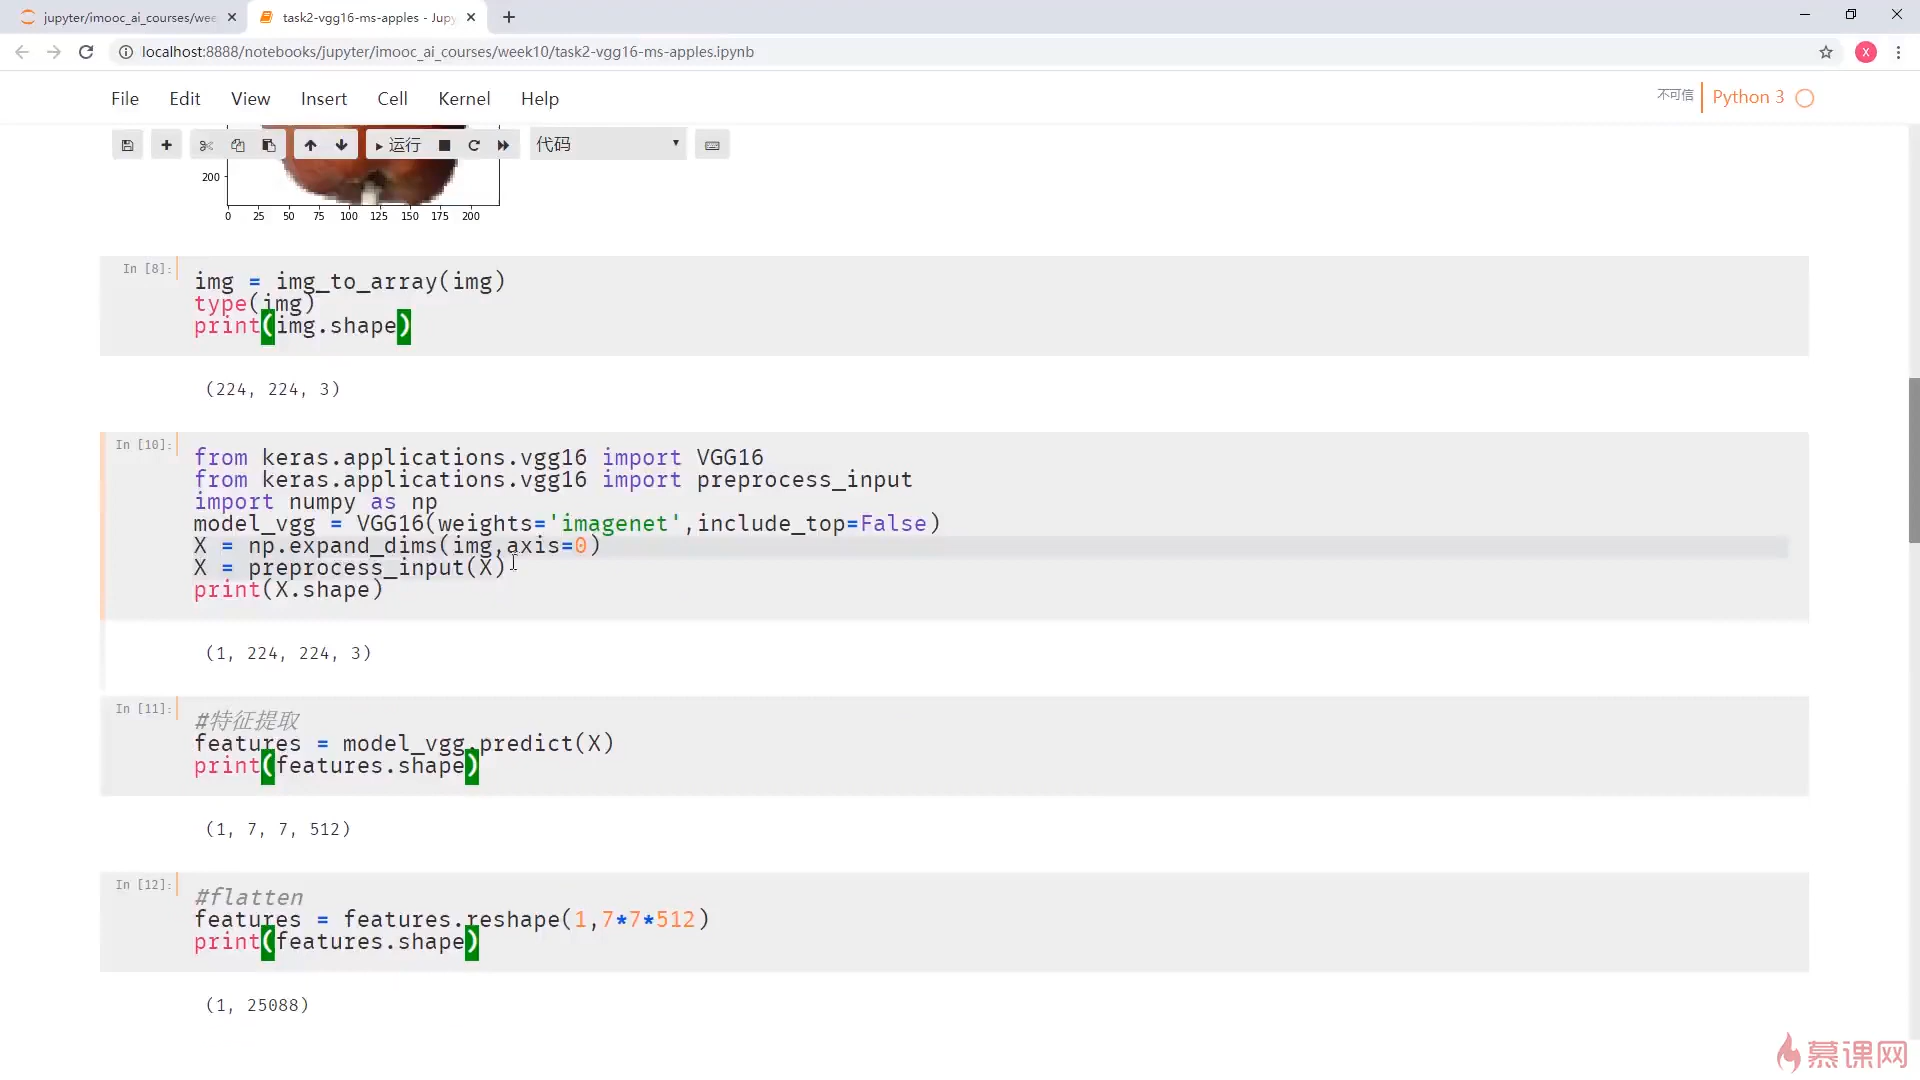 jupyter/imooc_ai_courses/wee
task2-vgg16-ms-apples - Jupy
localhost:8888/notebooks/jupyter/imooc_ai_courses/week10/task2-vgg16-ms-apples.ipynb
X
File Edit View Insert Cell Kernel Help
不可信 Python 3
运行 代码
200
0 25 50 75 100 125 150 175 200
In [8]:
img = img_to_array(img)
type(img)
print(img.shape)
(224, 224, 3)
In [10]:
from keras.applications.vgg16 import VGG16
from keras.applications.vgg16 import preprocess_input
import numpy as np
model_vgg = VGG16(weights='imagenet',include_top=False)
X = np.expand_dims(img,axis=0)
X = preprocess_input(X)
print(X.shape)
(1, 224, 224, 3)
In [11]:
#特征提取
features = model_vgg.predict(X)
print(features.shape)
(1, 7, 7, 512)
In [12]:
#flatten
features = features.reshape(1,7*7*512)
print(features.shape)
(1, 25088)
慕课网